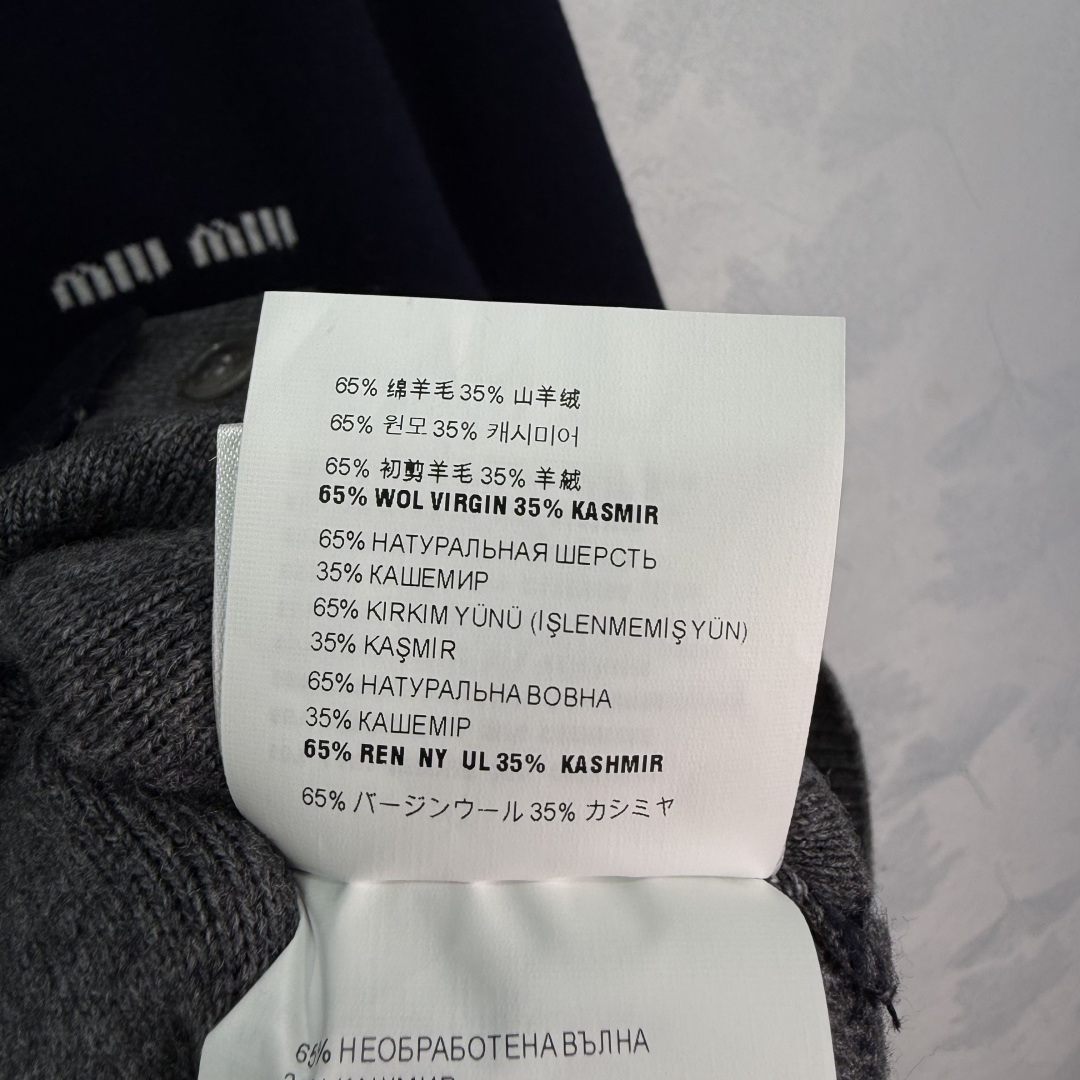 miu miu
65% 绵羊毛 35% 山羊绒
65% 원모 35% 캐시미어
65% 初剪羊毛 35% 羊絨
65% WOL VIRGIN 35% KASMIR
65% НАТУРАЛЬНАЯ ШЕРСТЬ
35% КАШЕМИР
65% KIRKIM YÜNÜ (İŞLENMEMİŞ YÜN)
35% KAŞMİR
65% НАТУРАЛЬНА ВОВНА
35% КАШЕМІР
65% REN NY UL 35% KASHMIR
65% バージンウール 35% カシミヤ
65% НЕОБРАБОТЕНА ВЪЛНА